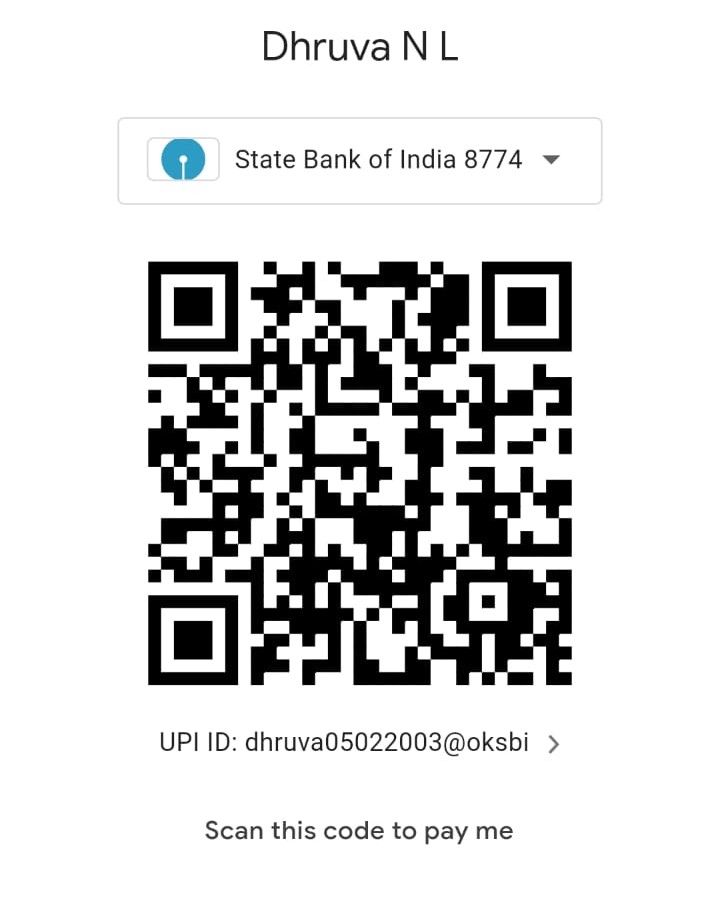 Dhruva N L
State Bank of India 8774
UPI ID: dhruva05022003@oksbi
Scan this code to pay me